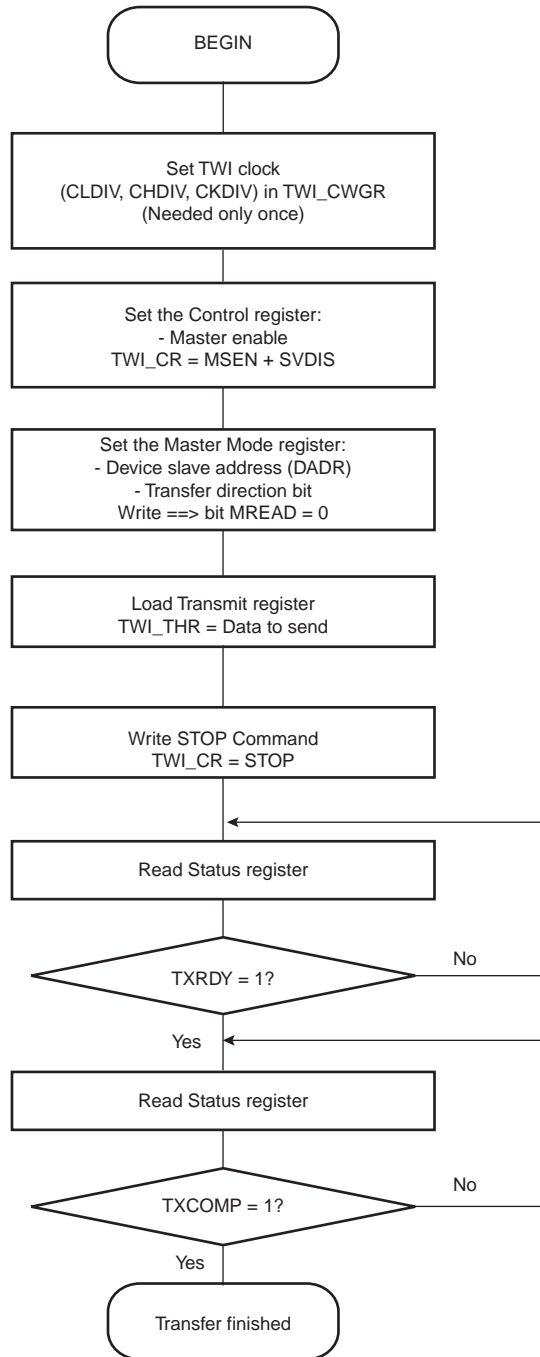 BEGIN
Set TWI clock
(CLDIV, CHDIV, CKDIV) in TWI_CWGR
(Needed only once)
Set the Control register:
- Master enable
TWI_CR = MSEN + SVDIS
Set the Master Mode register:
- Device slave address (DADR)
- Transfer direction bit
Write ==> bit MREAD = 0
Load Transmit register
TWI_THR = Data to send
Write STOP Command
TWI_CR = STOP
Read Status register
TXRDY = 1?
No
Yes
Read Status register
TXCOMP = 1?
No
Yes
Transfer finished